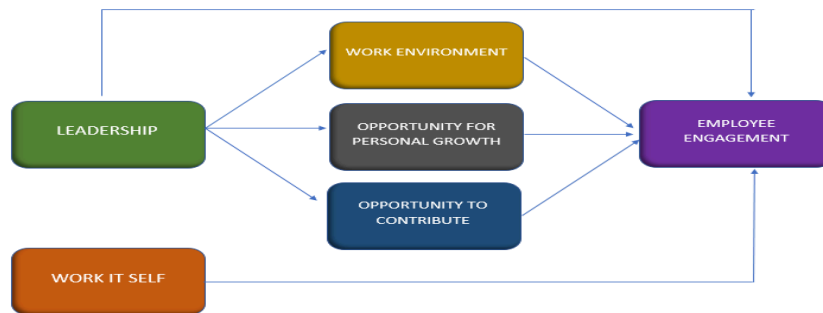 WORK ENVIRONMENT
LEADERSHIP
OPPORTUNITY FOR
PERSONAL GROWTH
EMPLOYEE
ENGAGEMENT
OPPORTUNITY TO
CONTRIBUTE
WORK IT SELF